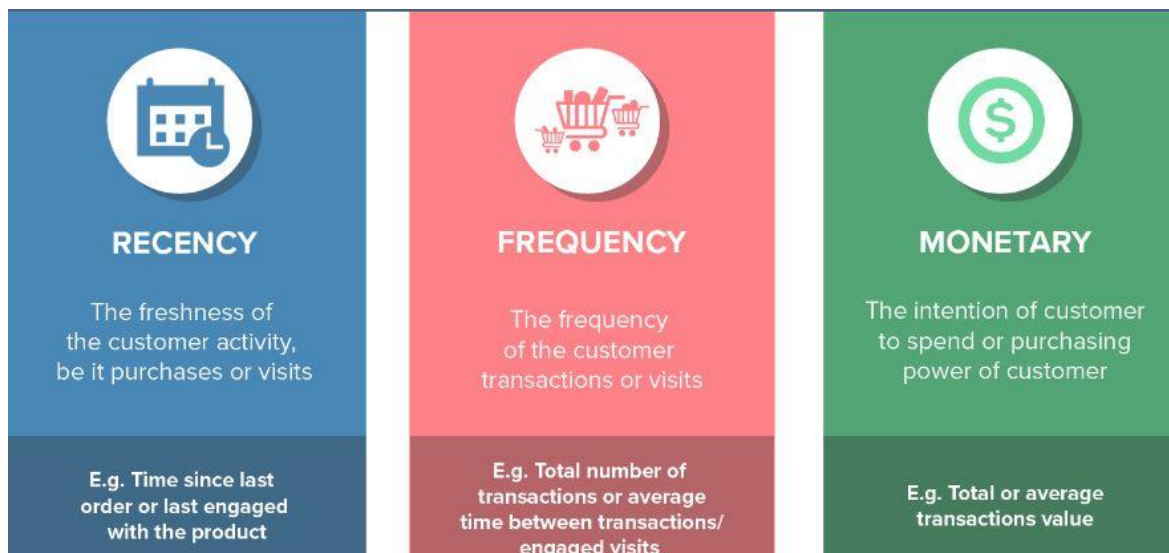 RECENCY
The freshness of
the customer activity,
be it purchases or visits
E.g. Time since last
order or last engaged
with the product
FREQUENCY
The frequency
of the customer
transactions or visits
E.g. Total number of
transactions or average
time between transactions/
engaged visits
$
MONETARY
The intention of customer
to spend or purchasing
power of customer
E.g. Total or average
transactions value